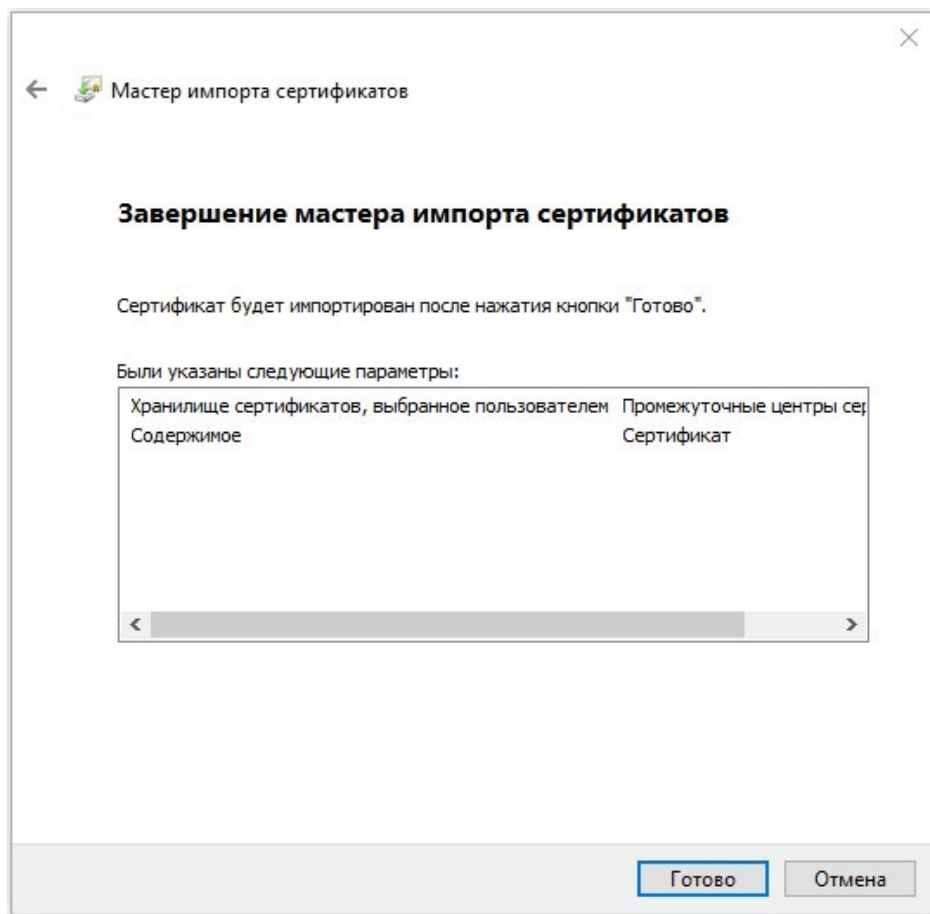 Мастер импорта сертификатов
Завершение мастера импорта сертификатов
Сертификат будет импортирован после нажатия кнопки "Готово".
Были указаны следующие параметры:
Хранилище сертификатов, выбранное пользователем Промежуточные центры сер
Содержимое Сертификат
Готово Отмена